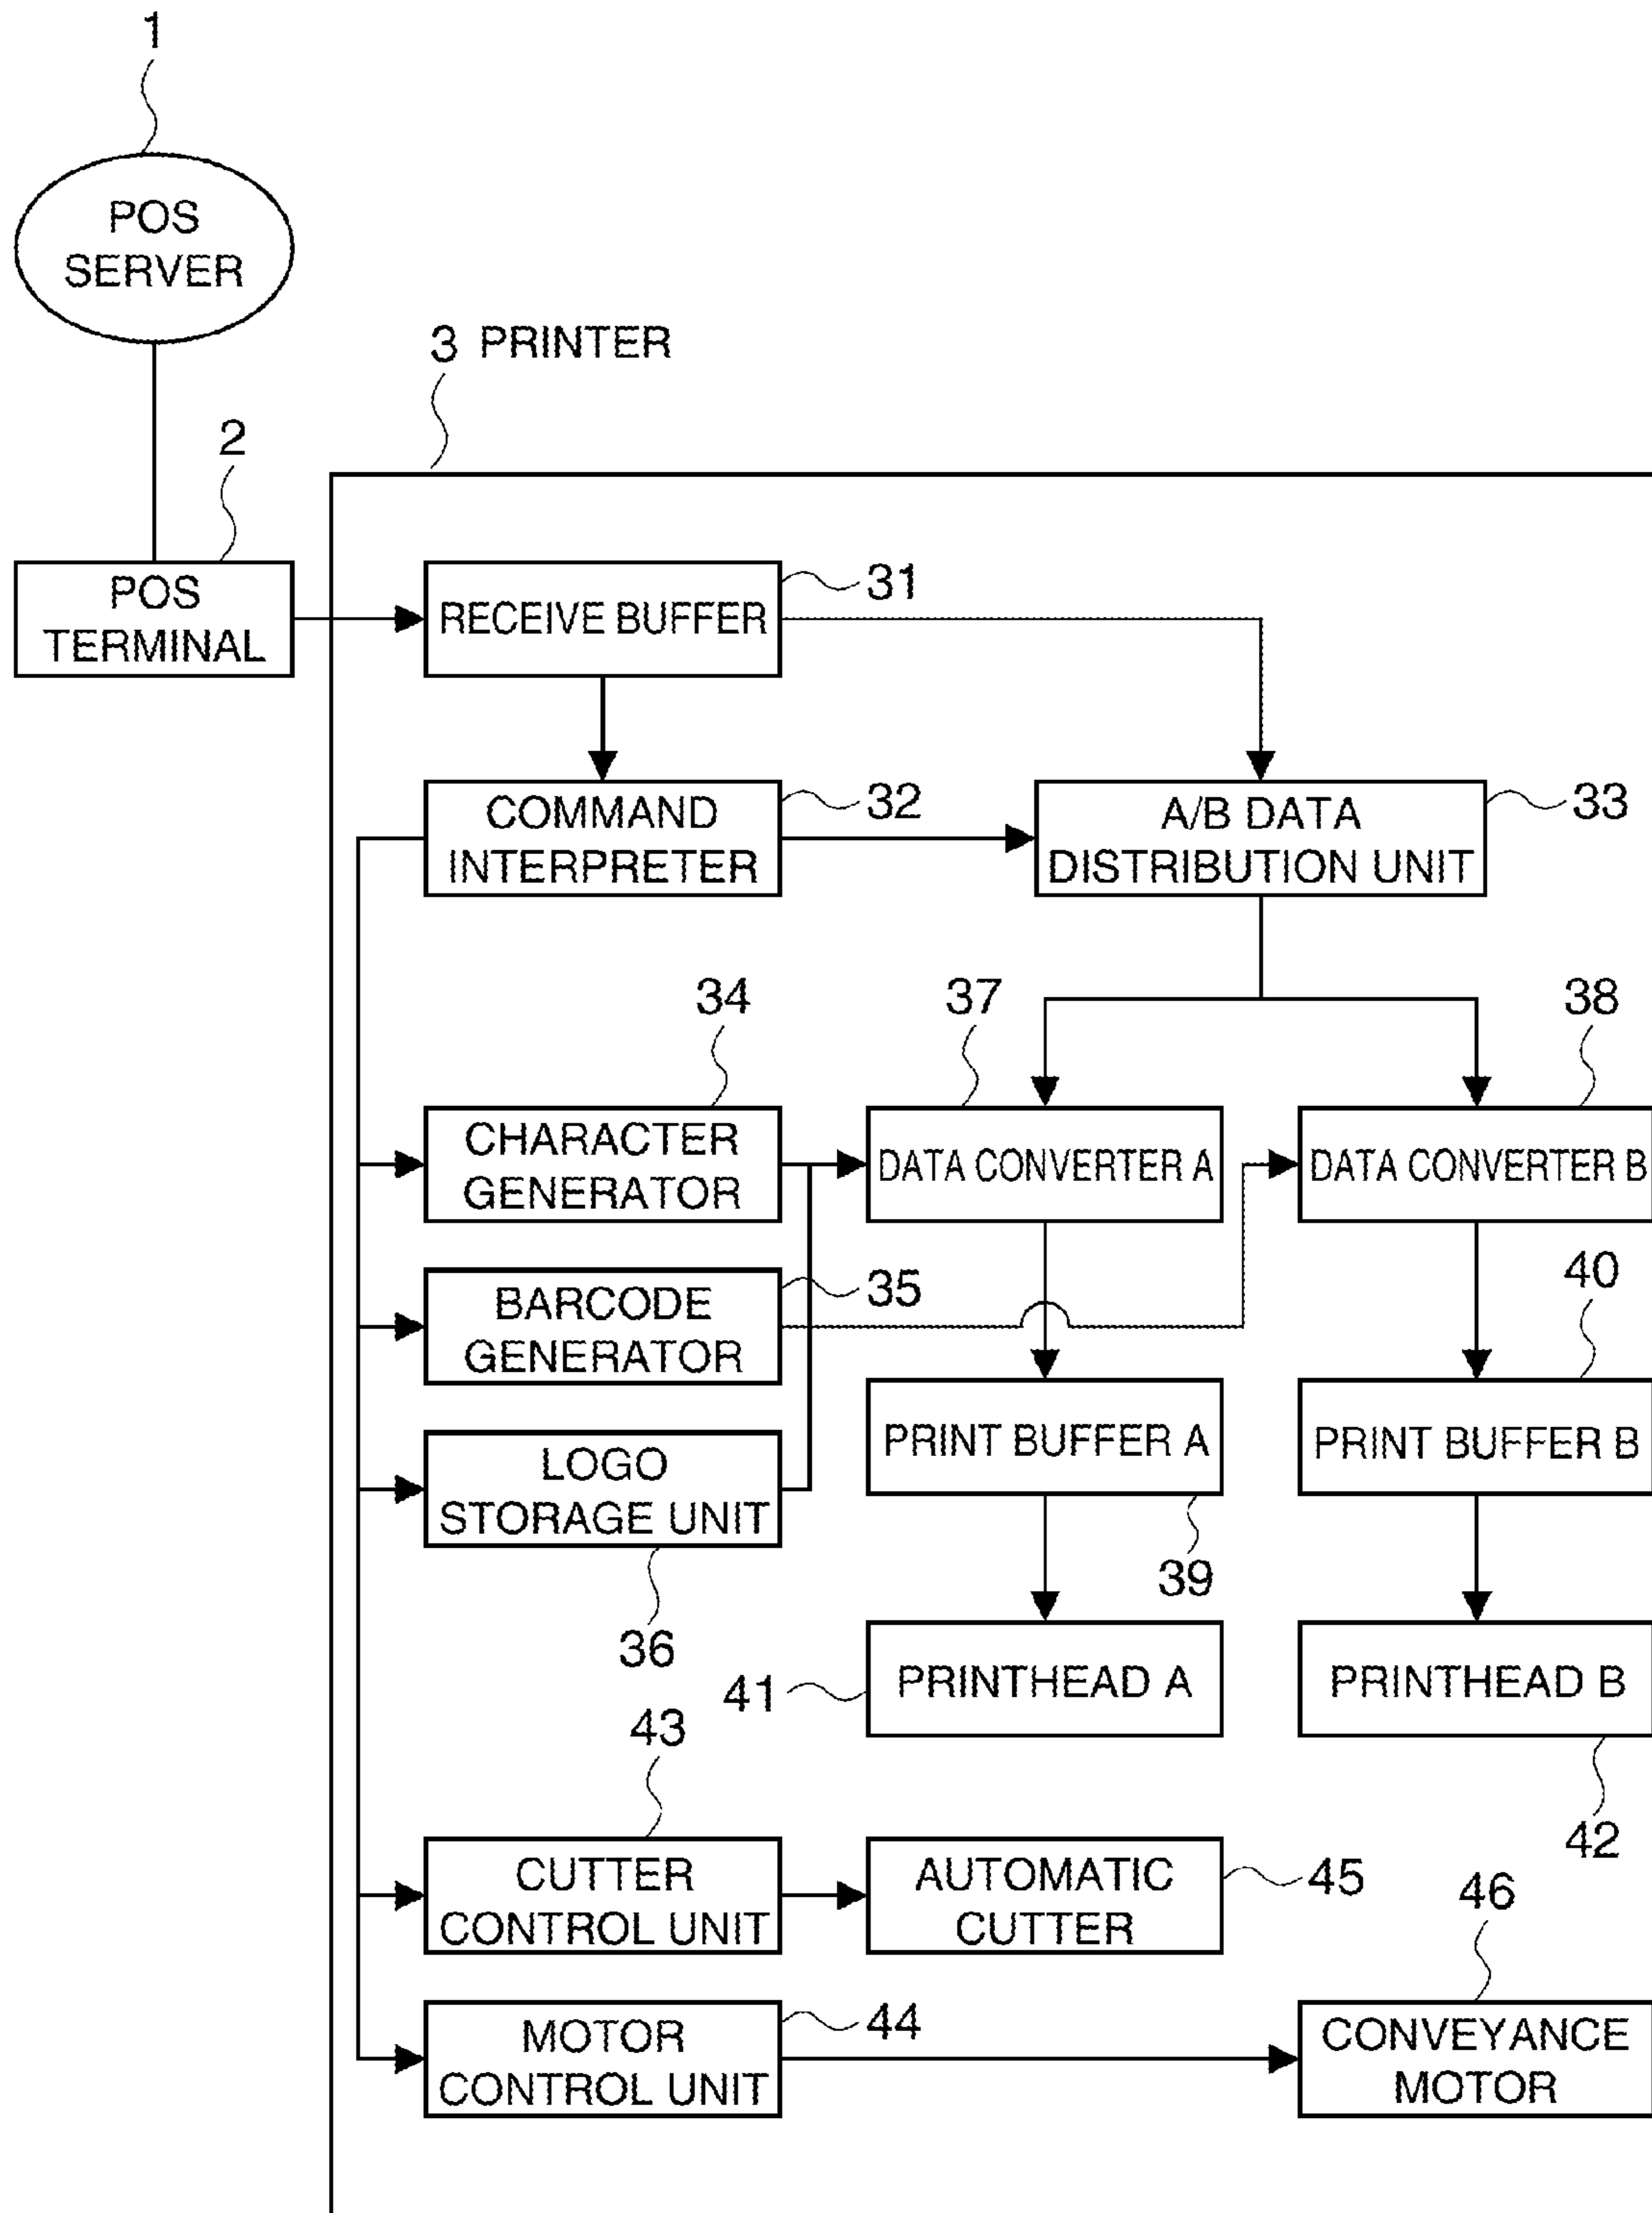 1
POS
SERVER
3 PRINTER
2
POS
TERMINAL
RECEIVE BUFFER
31
COMMAND
INTERPRETER
32
A/B DATA
DISTRIBUTION UNIT
33
34
37
38
CHARACTER
GENERATOR
DATA CONVERTER A
DATA CONVERTER B
BARCODE
GENERATOR
35
40
LOGO
STORAGE UNIT
PRINT BUFFER A
PRINT BUFFER B
39
36
41
PRINTHEAD A
PRINTHEAD B
43
42
CUTTER
CONTROL UNIT
AUTOMATIC
CUTTER
45
46
MOTOR
CONTROL UNIT
44
CONVEYANCE
MOTOR